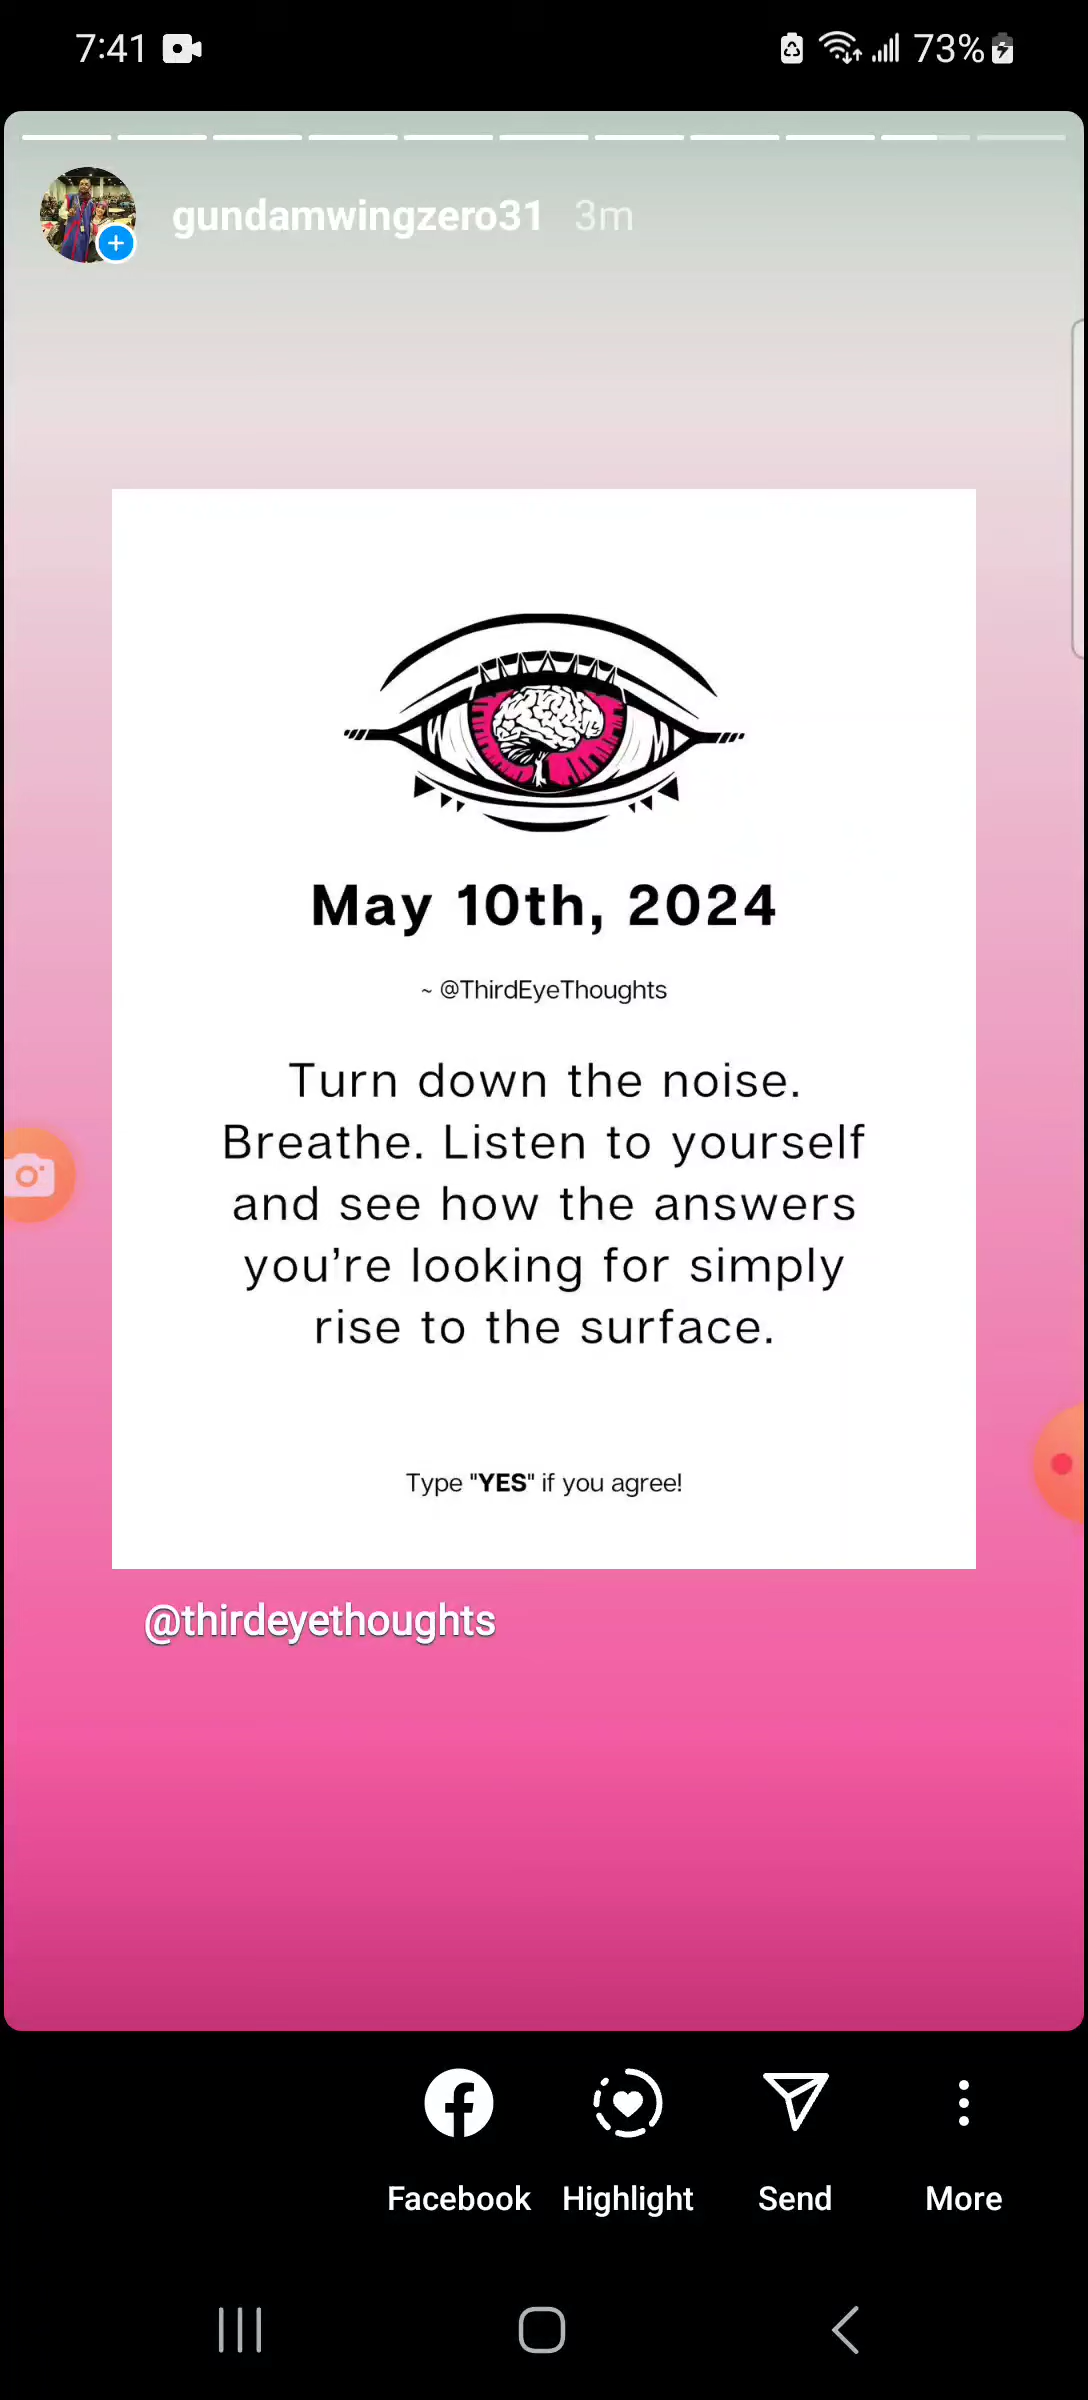 7:41 73%
gundamwingzero31 3m
May 10th, 2024
~ @ThirdEyeThoughts
Turn down the noise.
Breathe. Listen to yourself
and see how the answers
you’re looking for simply
rise to the surface.
Type "YES" if you agree!
@thirdeyethoughts
Facebook Highlight Send More